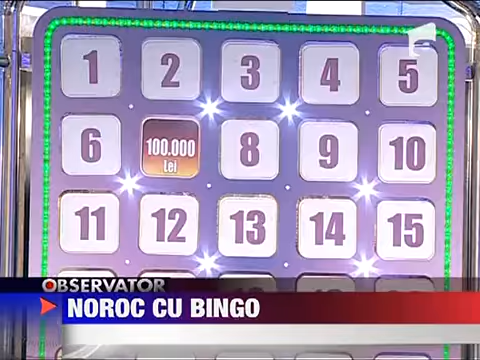 1 2 3 4 5
6 100.000 8 9 10
Lei
11 12 13 14 15
OBSERVATOR
NOROC CU BINGO